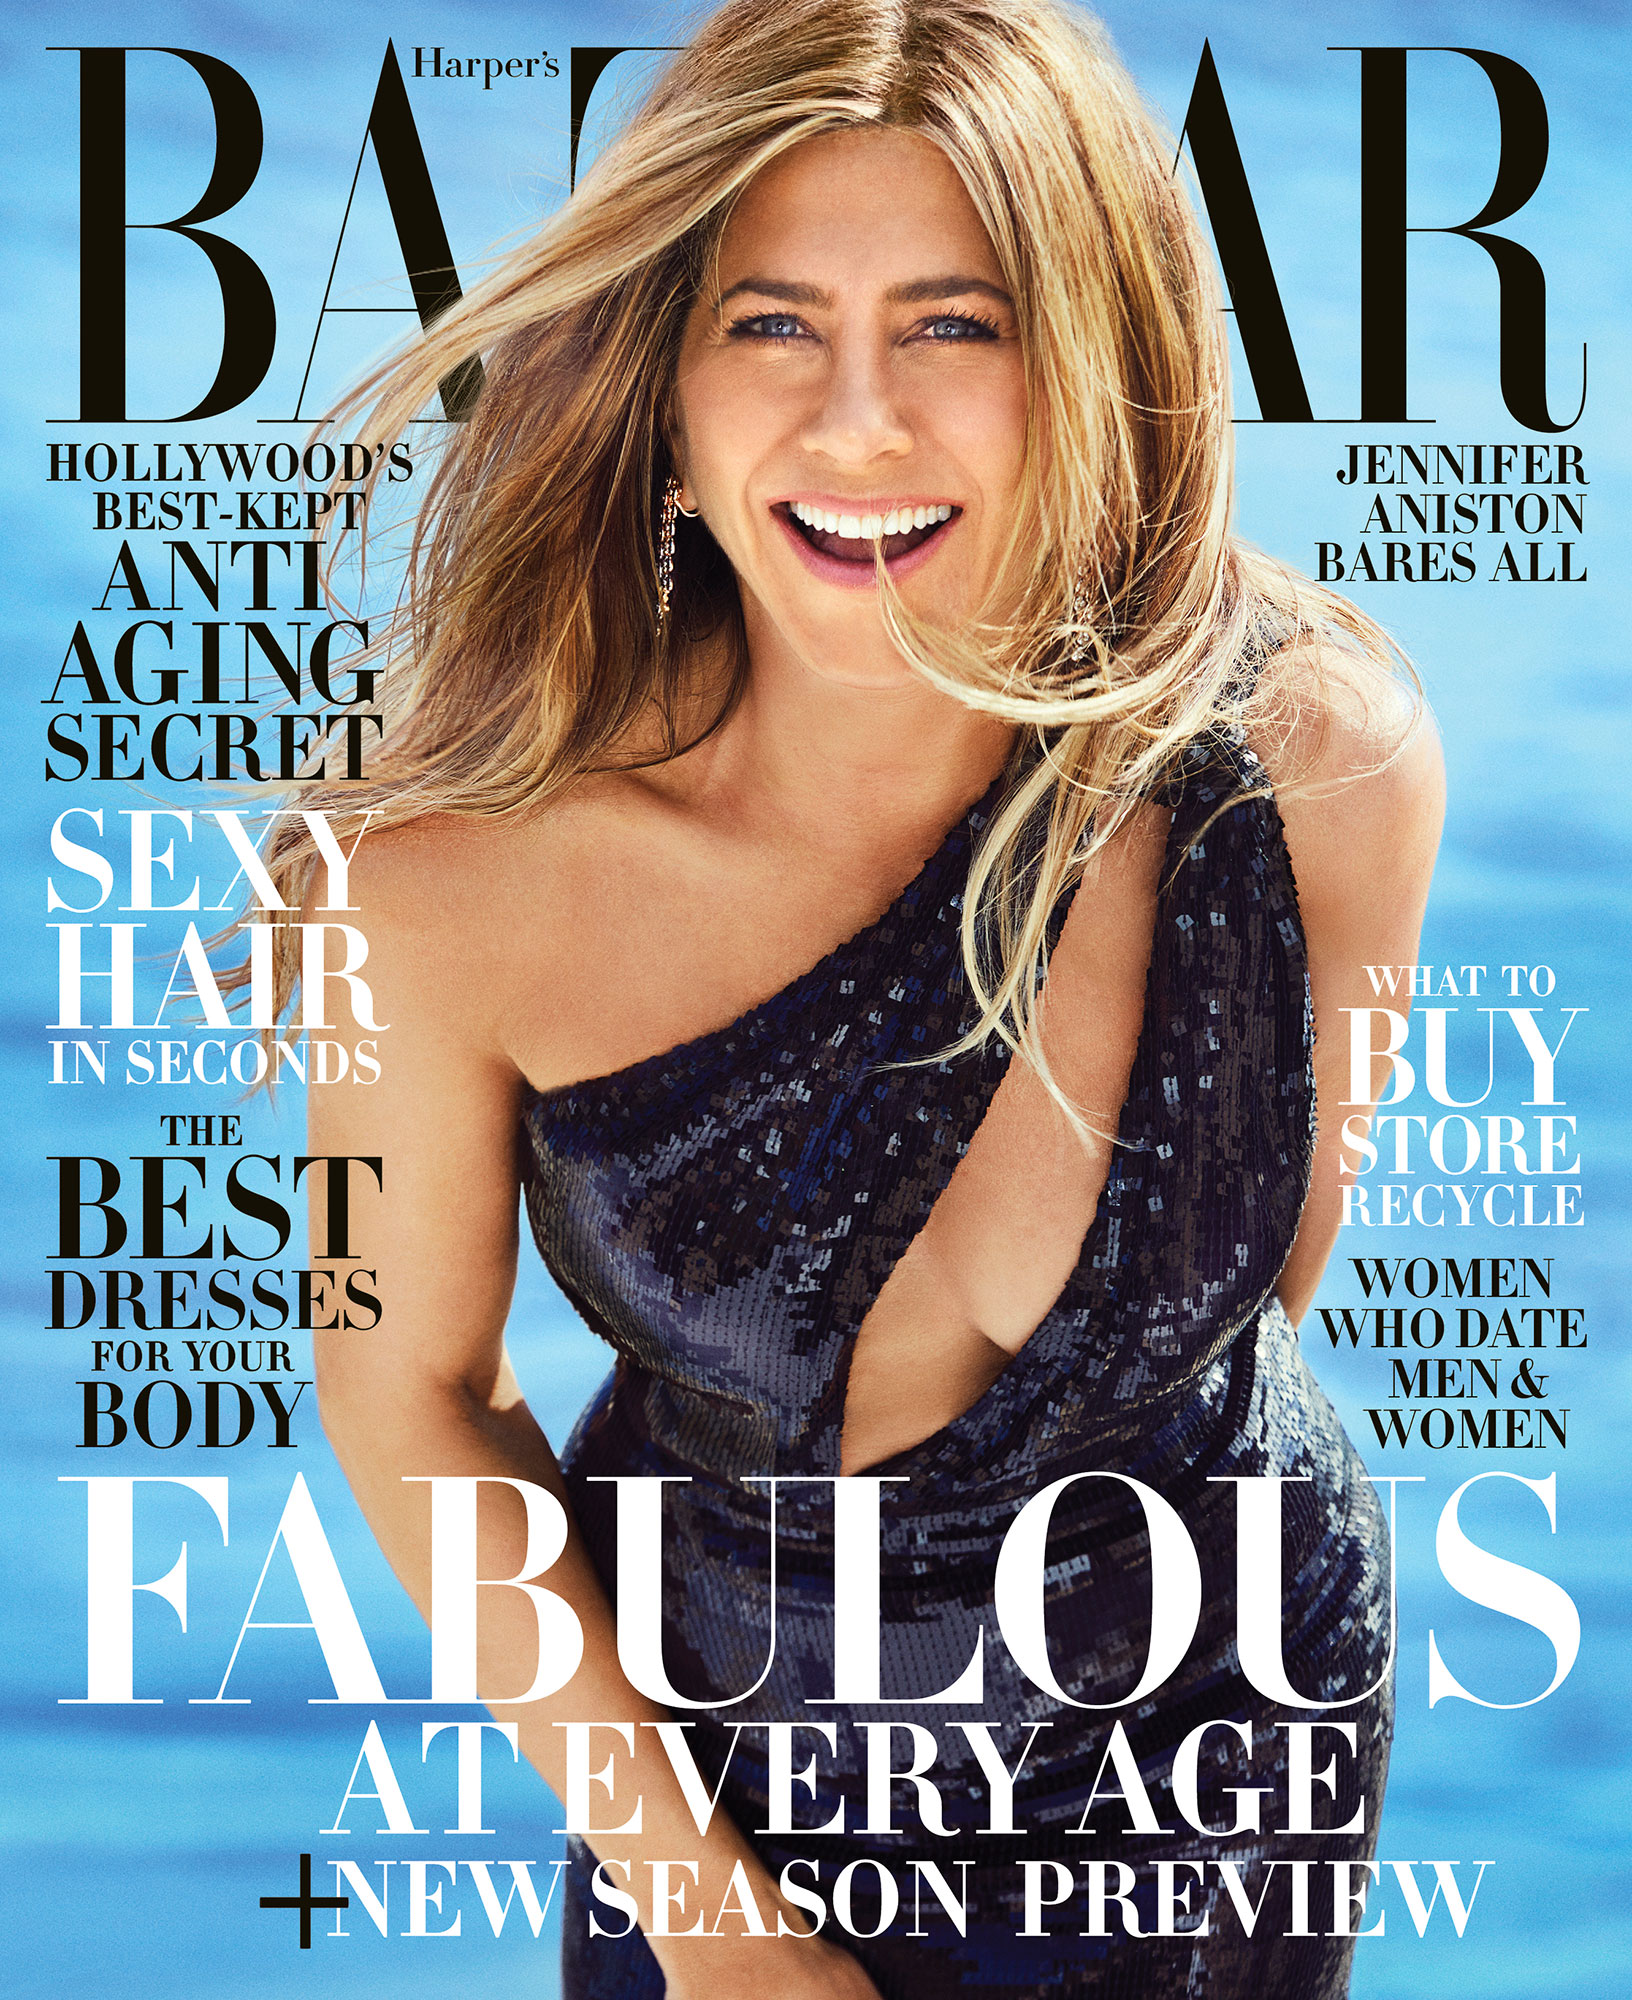 Harper's
BAZAAR
HOLLYWOOD'S
BEST-KEPT
ANTI
AGING
SECRET
SEXY
HAIR
IN SECONDS
THE
BEST
DRESSES
FOR YOUR
BODY
JENNIFER
ANISTON
BARES ALL
WHAT TO
BUY
STORE
RECYCLE
WOMEN
WHO DATE
MEN &
WOMEN
FABULOUS
AT EVERY AGE
+NEW SEASON PREVIEW